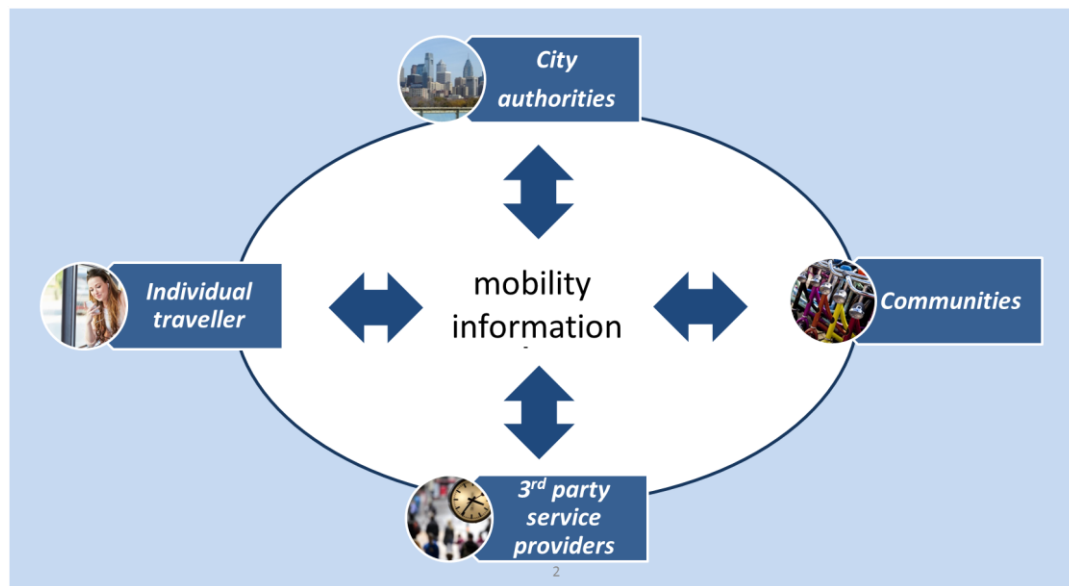 City
authorities
Individual
traveller
mobility
information
Communities
3rd party
service
providers
2